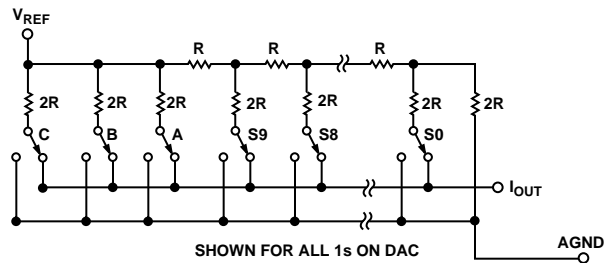 VREF
R R R
2R 2R 2R 2R 2R 2R 2R
C B A S9 S8 S0
IOUT
AGND
SHOWN FOR ALL 1s ON DAC